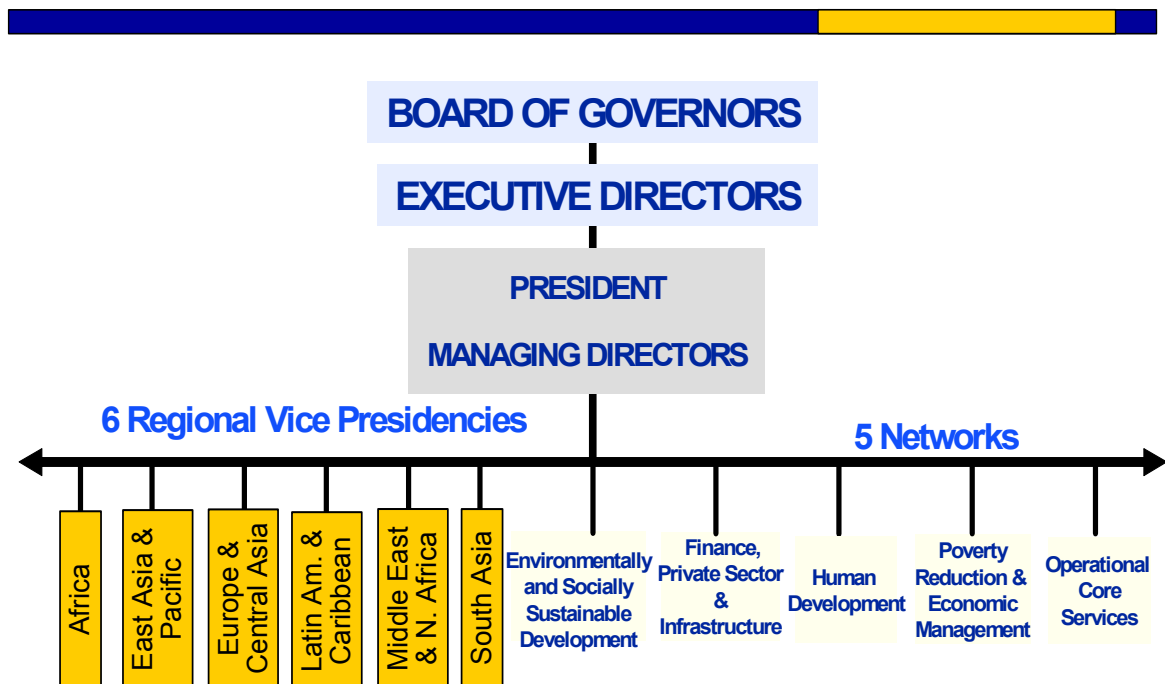 BOARD OF GOVERNORS
EXECUTIVE DIRECTORS
PRESIDENT
MANAGING DIRECTORS
6 Regional Vice Presidencies
5 Networks
Africa
East Asia &
Pacific
Europe &
Central Asia
Latin Am. &
Caribbean
Middle East
& N. Africa
South Asia
Environmentally
and Socially
Sustainable
Development
Finance,
Private Sector
&
Infrastructure
Human
Development
Poverty
Reduction &
Economic
Management
Operational
Core
Services